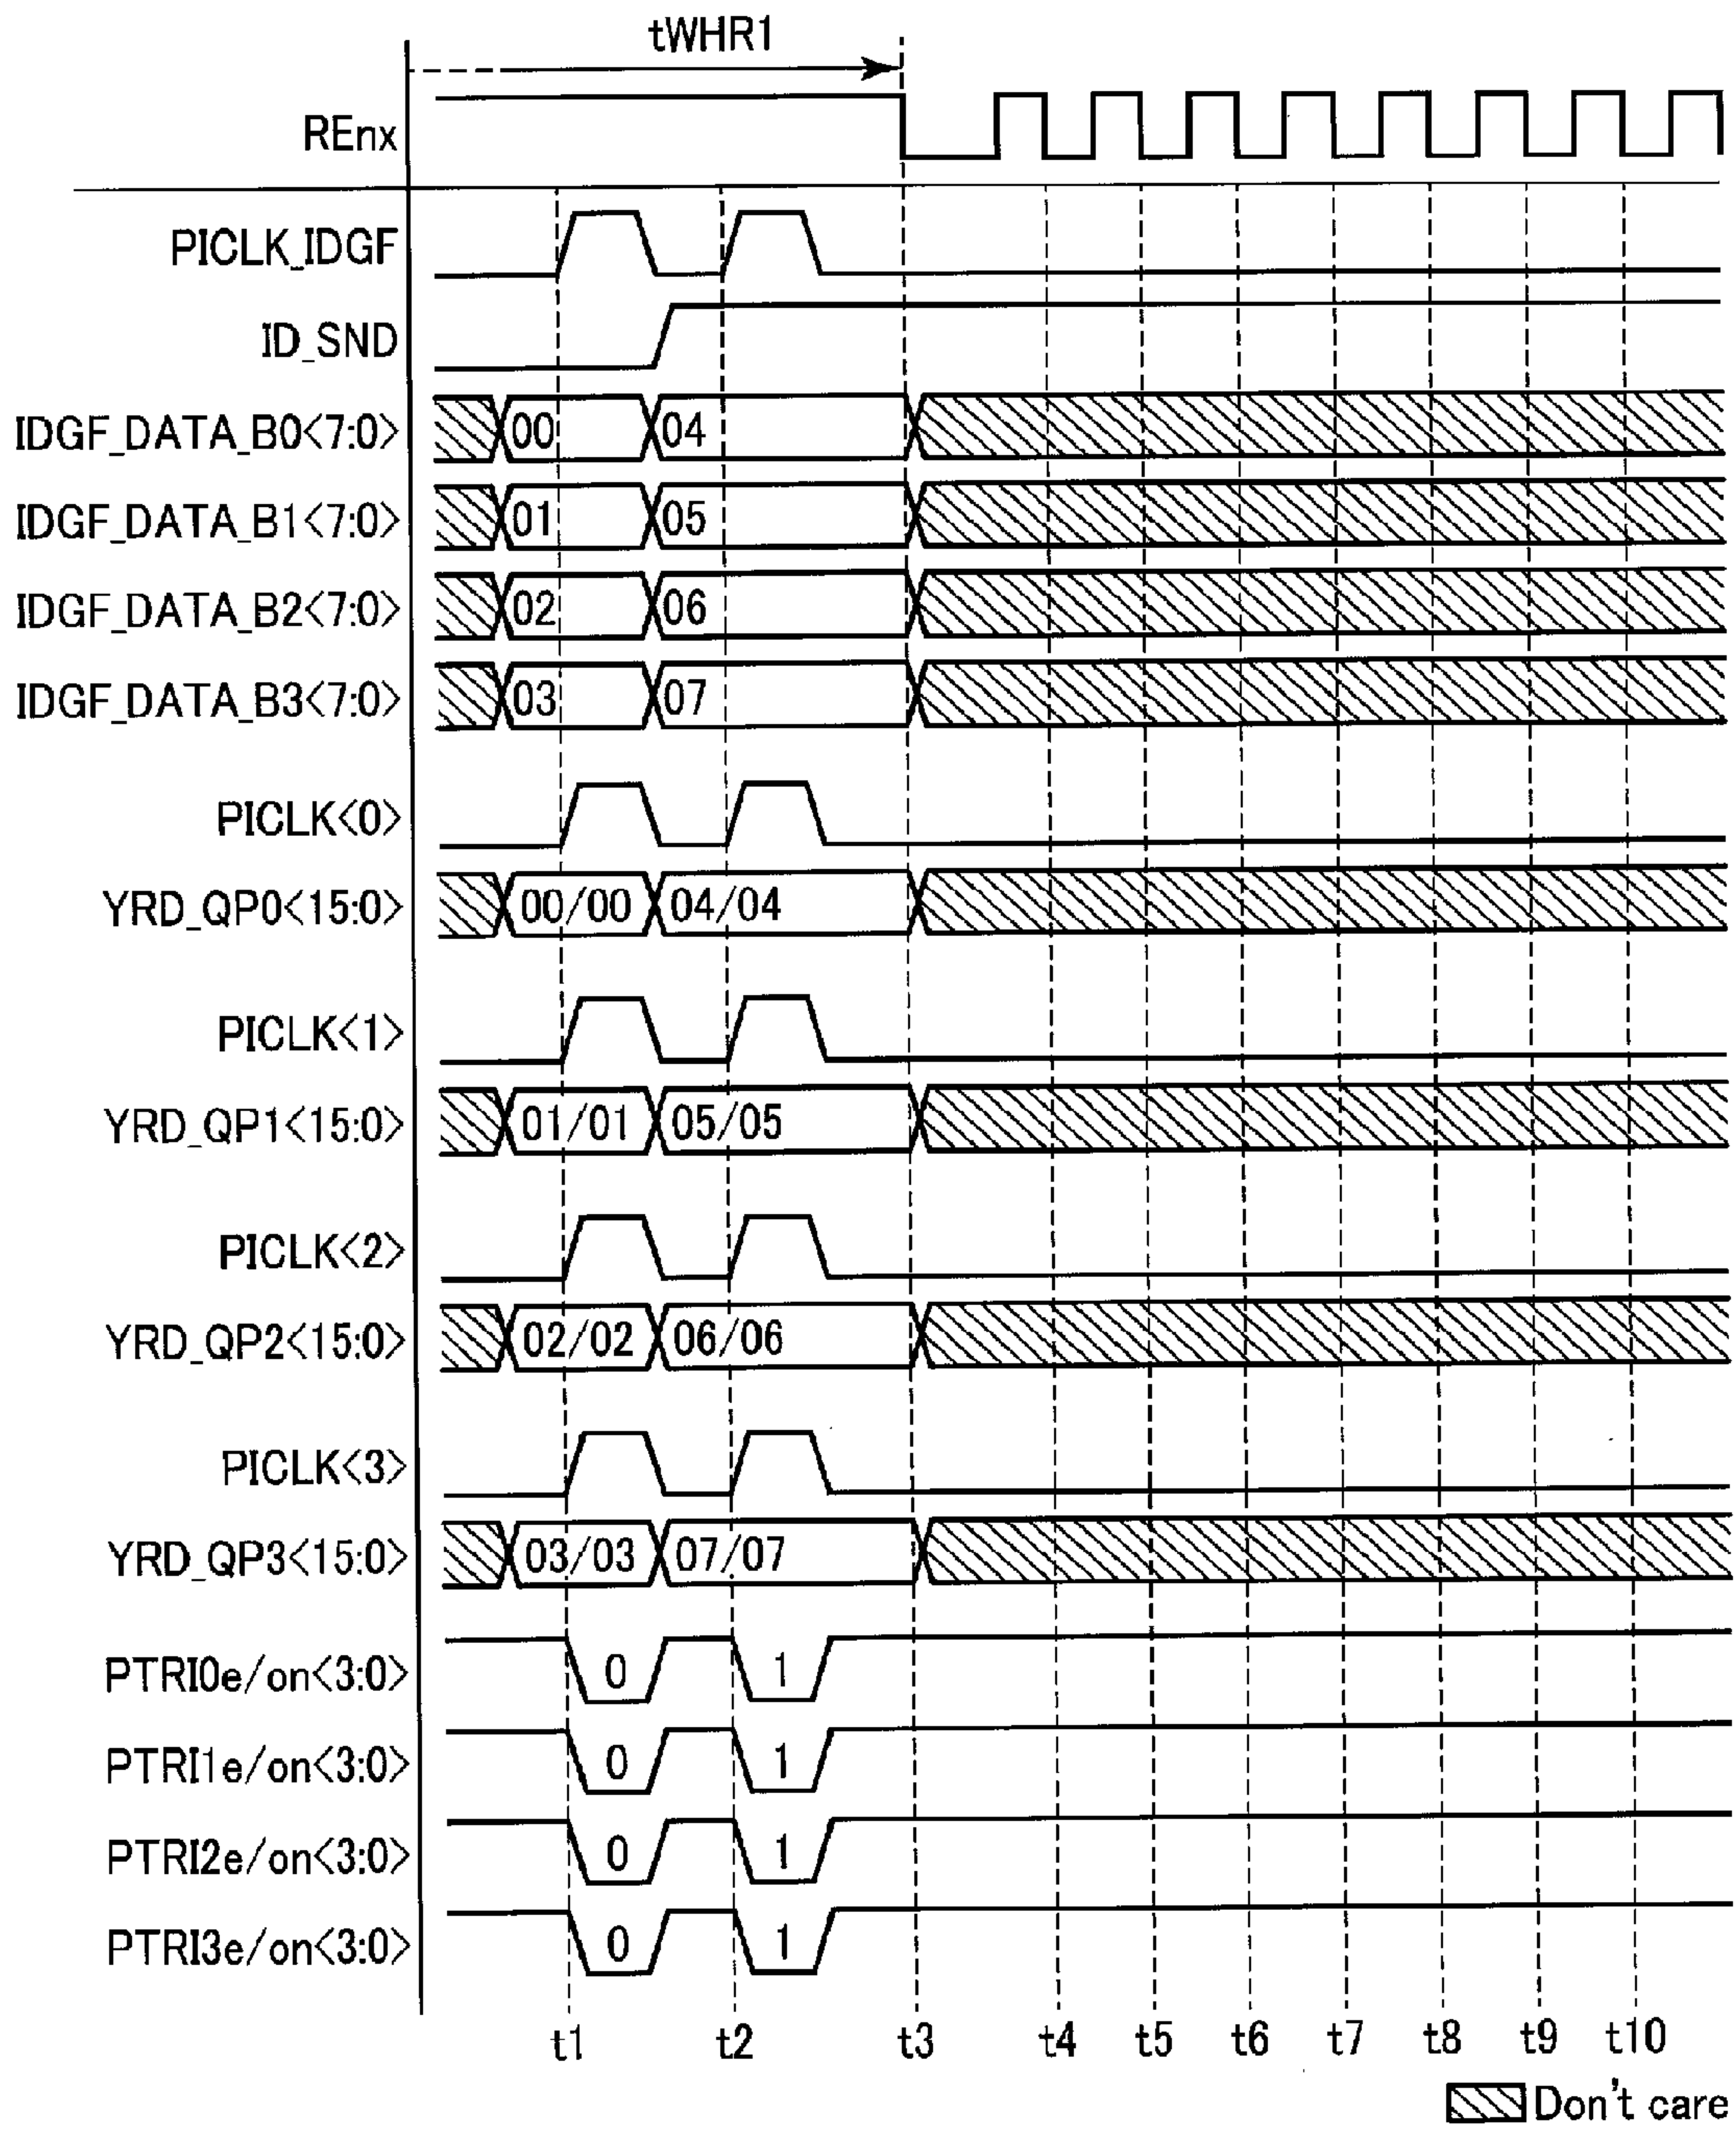 tWHR1
REnx
PICLK_IDGF
ID_SND
IDGF_DATA_B0<7:0> 00 04
IDGF_DATA_B1<7:0> 01 05
IDGF_DATA_B2<7:0> 02 06
IDGF_DATA_B3<7:0> 03 07
PICLK<0>
YRD_QP0<15:0> 00/00 04/04
PICLK<1>
YRD_QP1<15:0> 01/01 05/05
PICLK<2>
YRD_QP2<15:0> 02/02 06/06
PICLK<3>
YRD_QP3<15:0> 03/03 07/07
PTRI0e/on<3:0> 0 1
PTRI1e/on<3:0> 0 1
PTRI2e/on<3:0> 0 1
PTRI3e/on<3:0> 0 1
t1 t2 t3 t4 t5 t6 t7 t8 t9 t10
Don't care